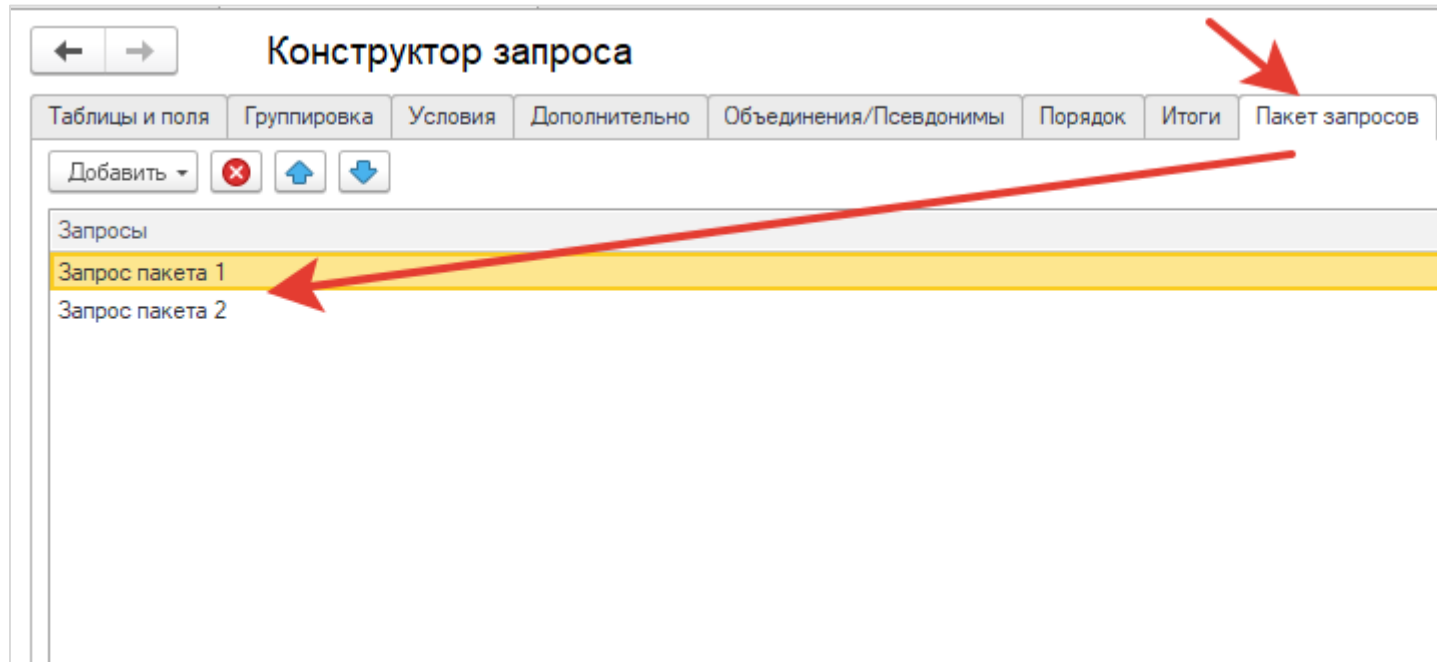 Конструктор запроса
Таблицы и поля Группировка Условия Дополнительно Объединения/Псевдонимы Порядок Итоги Пакет запросов
Добавить
Запросы
Запрос пакета 1
Запрос пакета 2